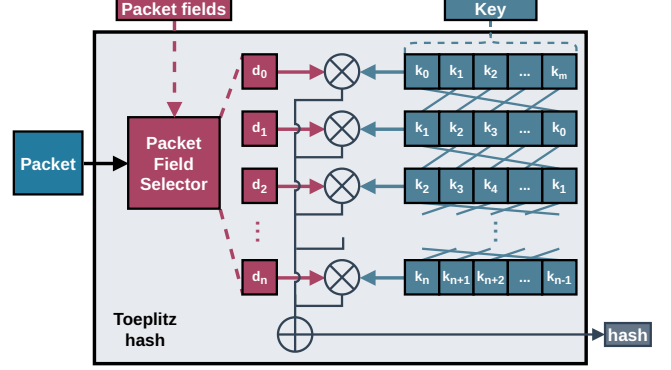 Packet fields
Key
d0
k0 k1 k2 ... km
d1
k1 k2 k3 ... k0
Packet
Packet
Field
Selector
d2
k2 k3 k4 ... k1
...
...
dn
kn kn+1 kn+2 ... kn-1
Toeplitz
hash
hash